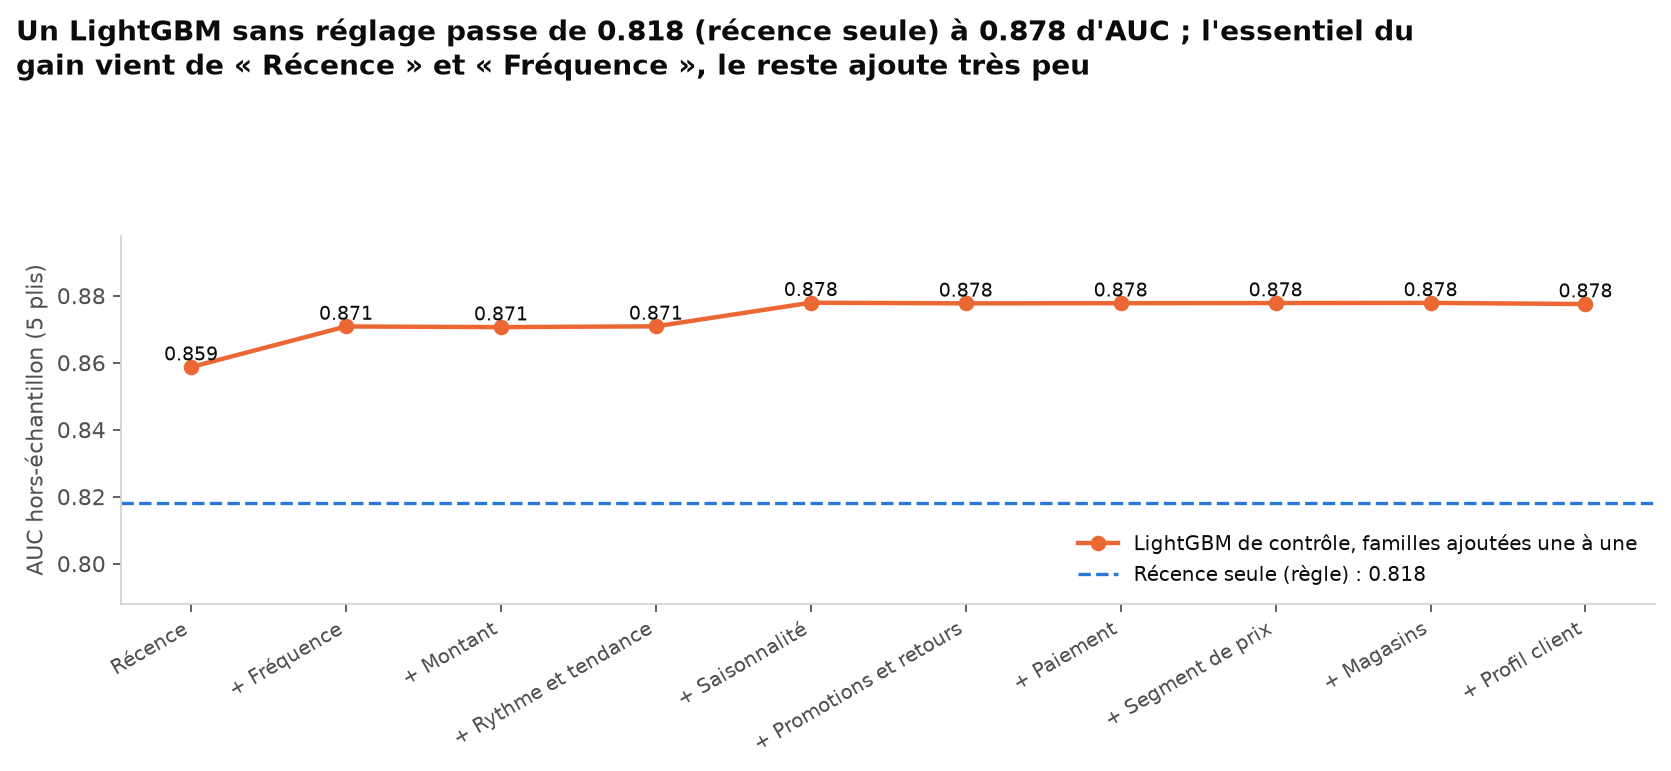 Un LightGBM sans réglage passe de 0.818 (récence seule) à 0.878 d'AUC ; l'essentiel du
gain vient de « Récence » et « Fréquence », le reste ajoute très peu
AUC hors-échantillon (5 plis)
0.88
0.86
0.84
0.82
0.80
0.859
0.871
0.871
0.871
0.878
0.878
0.878
0.878
0.878
0.878
LightGBM de contrôle, familles ajoutées une à une
Récence seule (règle) : 0.818
Récence
+ Fréquence
+ Montant
+ Rythme et tendance
+ Saisonnalité
+ Promotions et retours
+ Paiement
+ Segment de prix
+ Magasins
+ Profil client